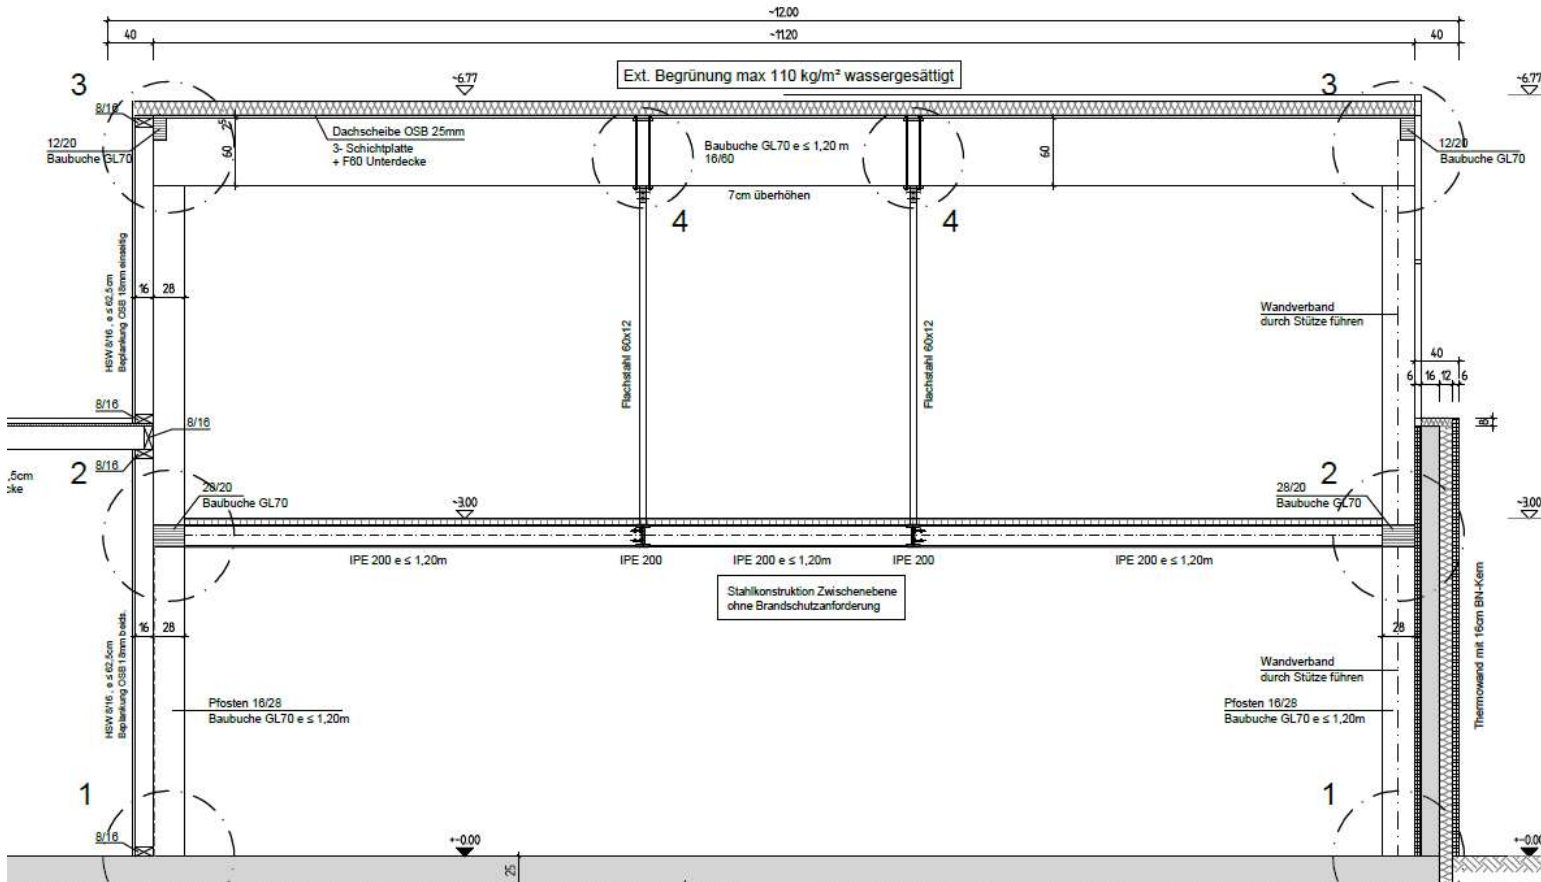 ~12.00
40
~11.20
40
3
~6.77
Ext. Begrünung max 110 kg/m² wassergesättigt
3
~6.77
8/16
25
Dachscheibe OSB 25mm
3- Schichtplatte
+ F60 Unterdecke
12/20
Baubuche GL70
60
Baubuche GL70 e ≤ 1,20 m
16/60
60
12/20
Baubuche GL70
7cm überhöhen
4
4
HSW 8/16 , e ≤ 62,5cm
Beplankung OSB 18mm einseitig
16
28
Flachstahl 60x12
Flachstahl 60x12
Wandverband
durch Stütze führen
40
6
16
12
6
8/16
8/16
8
8/16
2
,5cm
cke
28/20
Baubuche GL70
~3.00
2
28/20
Baubuche GL70
~3.00
IPE 200 e ≤ 1,20m
IPE 200
IPE 200 e ≤ 1,20m
IPE 200
IPE 200 e ≤ 1,20m
Stahlkonstruktion Zwischenebene
ohne Brandschutzanforderung
Thermowand mit 16cm BN-Kern
HSW 8/16 , e ≤ 62,5cm
Beplankung OSB 18mm beids.
16
28
28
Wandverband
durch Stütze führen
Pfosten 16/28
Baubuche GL70 e ≤ 1,20m
Pfosten 16/28
Baubuche GL70 e ≤ 1,20m
1
1
8/16
+-0.00
+-0.00
25